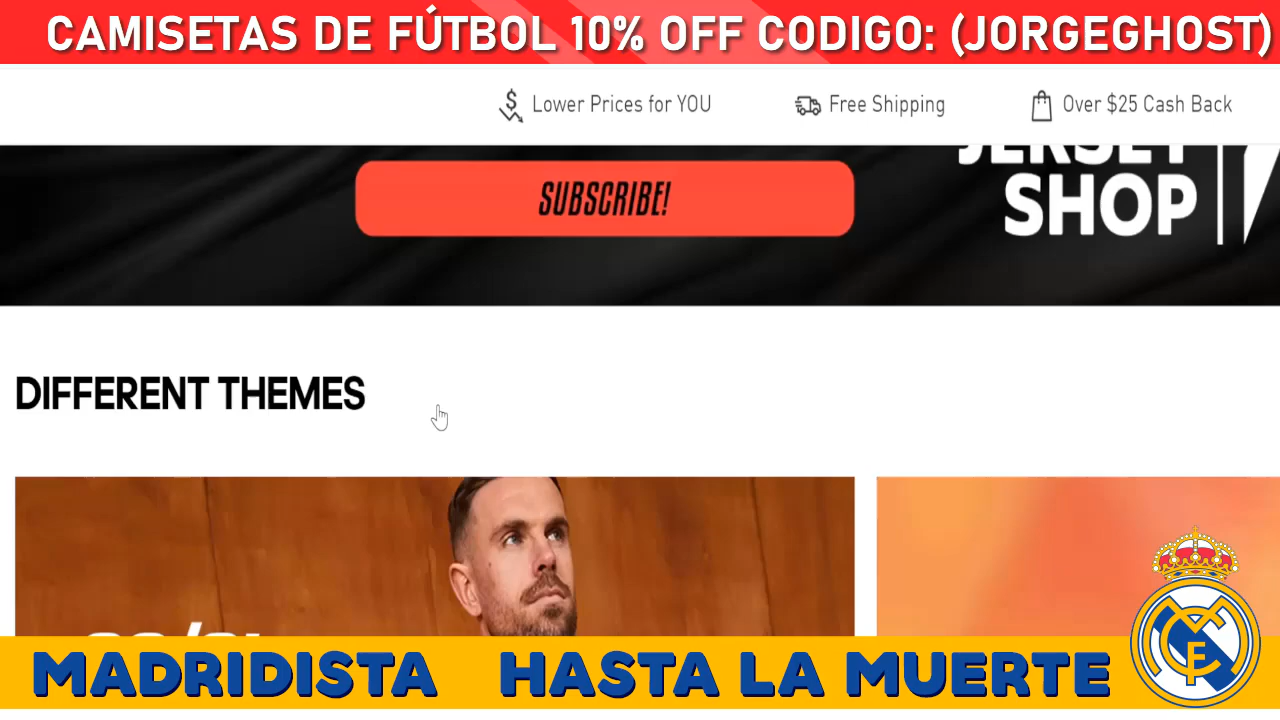 CAMISETAS DE FÚTBOL 10% OFF CODIGO: (JORGEGHOST)
Lower Prices for YOU
Free Shipping
Over $25 Cash Back
JERSEY
SHOP
SUBSCRIBE!
DIFFERENT THEMES
MADRIDISTA HASTA LA MUERTE